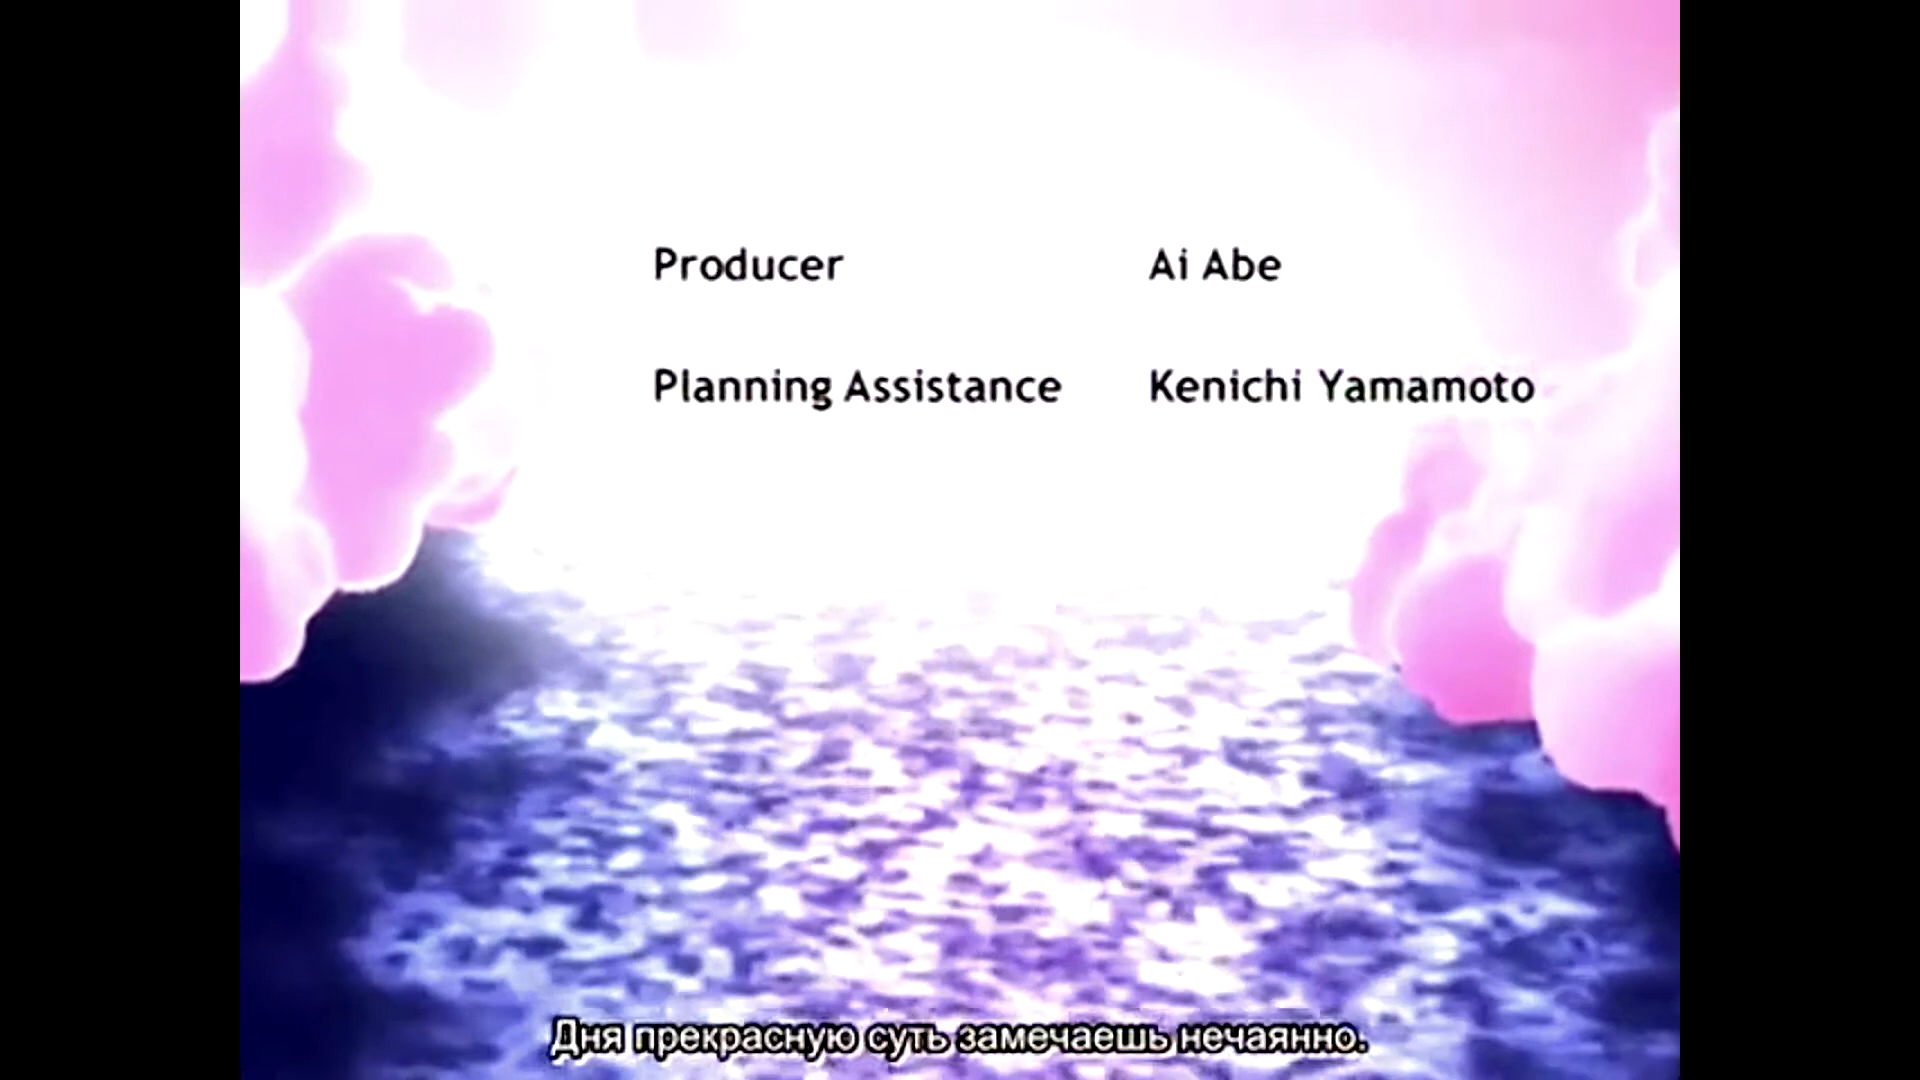 Producer Ai Abe
Planning Assistance Kenichi Yamamoto
Дня прекрасную суть замечаешь нечаянно.